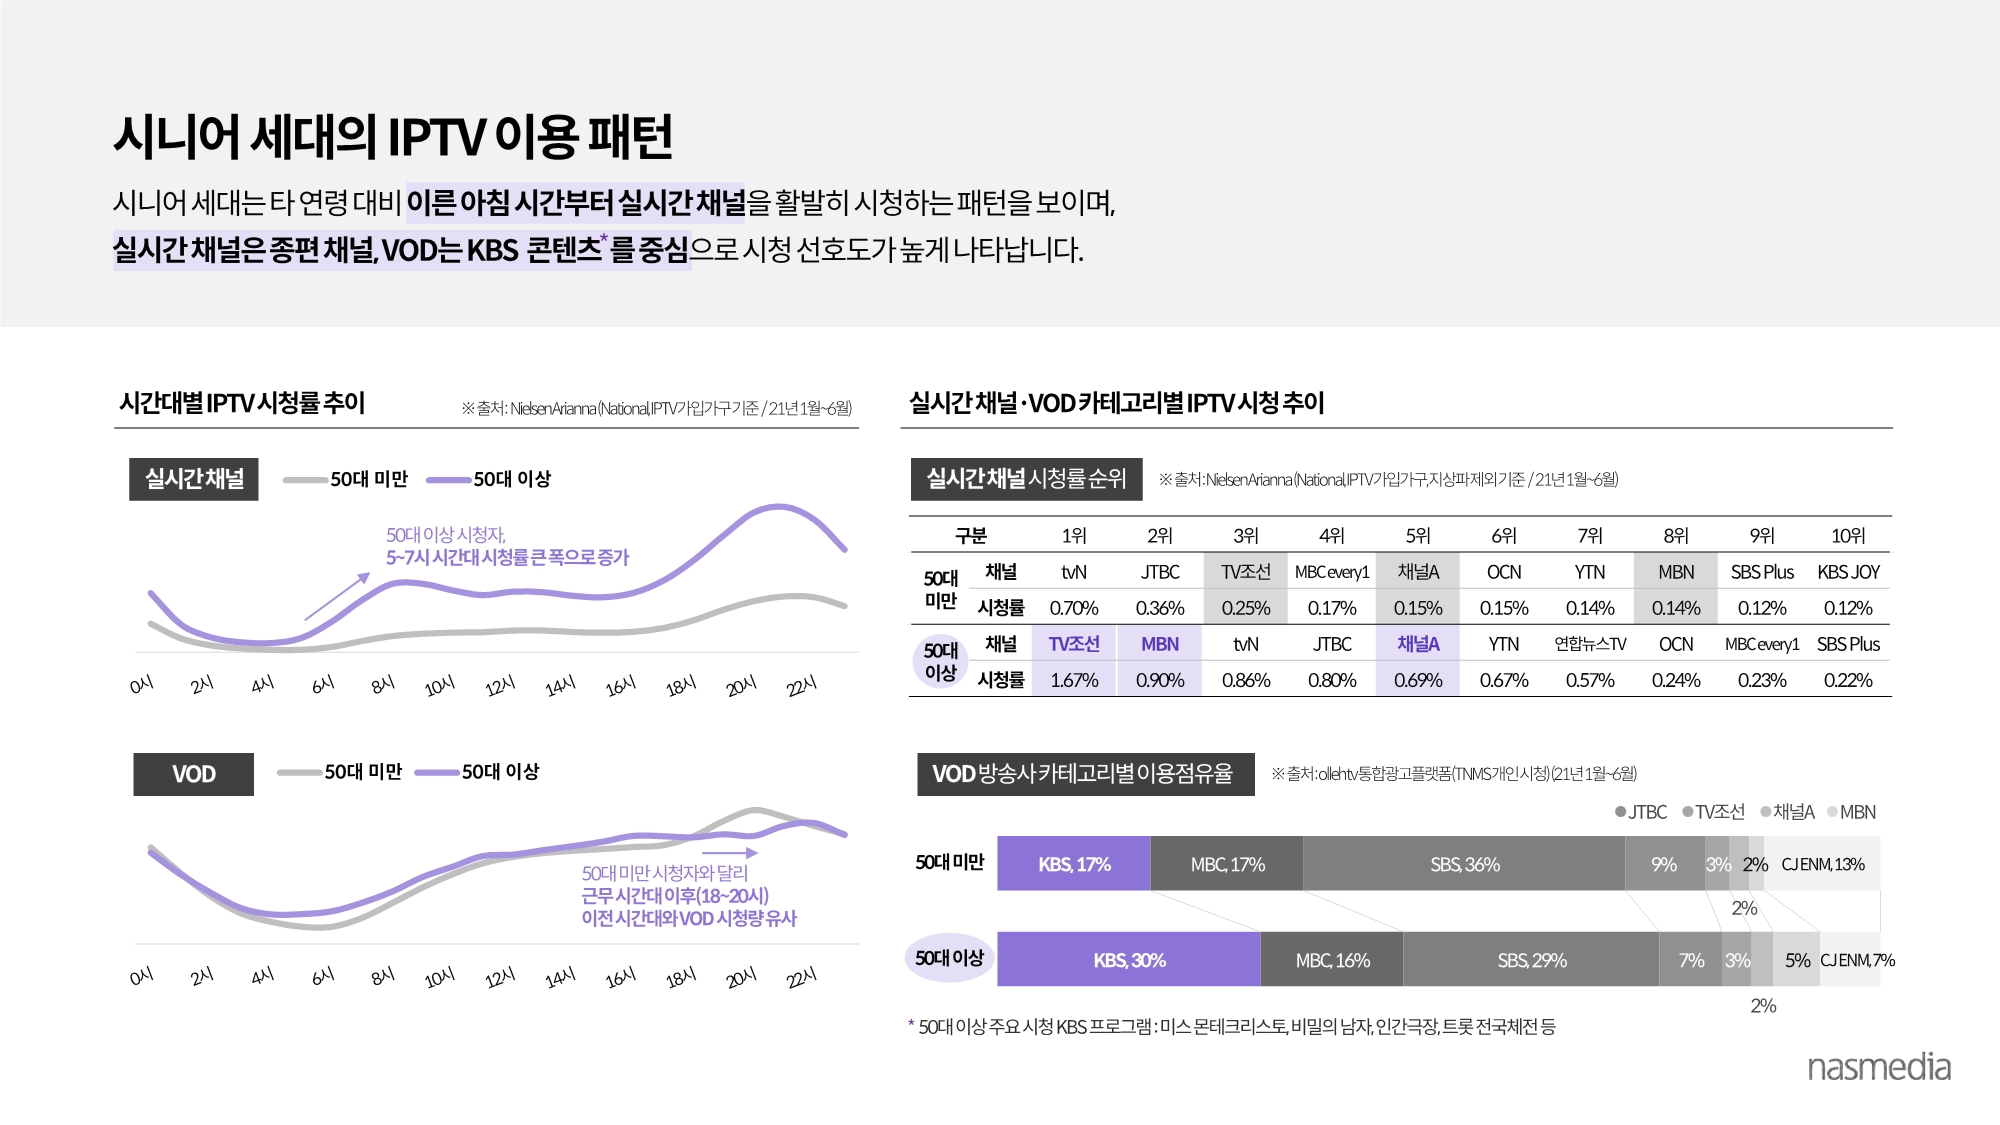 시니어 세대의 IPTV 이용 패턴
시니어 세대는 타 연령 대비 이른 아침 시간부터 실시간 채널을 활발히 시청하는 패턴을 보이며,
실시간 채널은 종편 채널, VOD는 KBS 콘텐츠*를 중심으로 시청 선호도가 높게 나타납니다.
시간대별 IPTV 시청률 추이
※ 출처 : NielsenArianna (National,IPTV가입가구 기준 / 21년 1월~6월)
실시간 채널
50대 미만
50대 이상
50대 이상 시청자,
5~7시 시간대 시청률 큰 폭으로 증가
0시 2시 4시 6시 8시 10시 12시 14시 16시 18시 20시 22시
VOD
50대 미만
50대 이상
50대 미만 시청자와 달리
근무 시간대 이후(18~20시)
이전 시간대와 VOD 시청량 유사
0시 2시 4시 6시 8시 10시 12시 14시 16시 18시 20시 22시
실시간 채널 · VOD 카테고리별 IPTV 시청 추이
실시간 채널 시청률 순위
※ 출처 : NielsenArianna (National,IPTV가입가구,지상파 제외 기준 / 21년 1월~6월)
구분 1위 2위 3위 4위 5위 6위 7위 8위 9위 10위
50대 미만
채널 tvN JTBC TV조선 MBC every1 채널A OCN YTN MBN SBS Plus KBS JOY
시청률 0.70% 0.36% 0.25% 0.17% 0.15% 0.15% 0.14% 0.14% 0.12% 0.12%
50대 이상
채널 TV조선 MBN tvN JTBC 채널A YTN 연합뉴스TV OCN MBC every1 SBS Plus
시청률 1.67% 0.90% 0.86% 0.80% 0.69% 0.67% 0.57% 0.24% 0.23% 0.22%
VOD 방송사 카테고리별 이용점유율
※ 출처 : olleh tv 통합광고플랫폼(TNMS 개인 시청) (21년 1월~6월)
JTBC TV조선 채널A MBN
50대 미만 KBS, 17% MBC, 17% SBS, 36% 9% 3% 2% CJ ENM, 13%
2%
50대 이상 KBS, 30% MBC, 16% SBS, 29% 7% 3% 5% CJ ENM, 7%
2%
* 50대 이상 주요 시청 KBS 프로그램 : 미스 몬테크리스토, 비밀의 남자, 인간극장, 트롯 전국체전 등
nasmedia